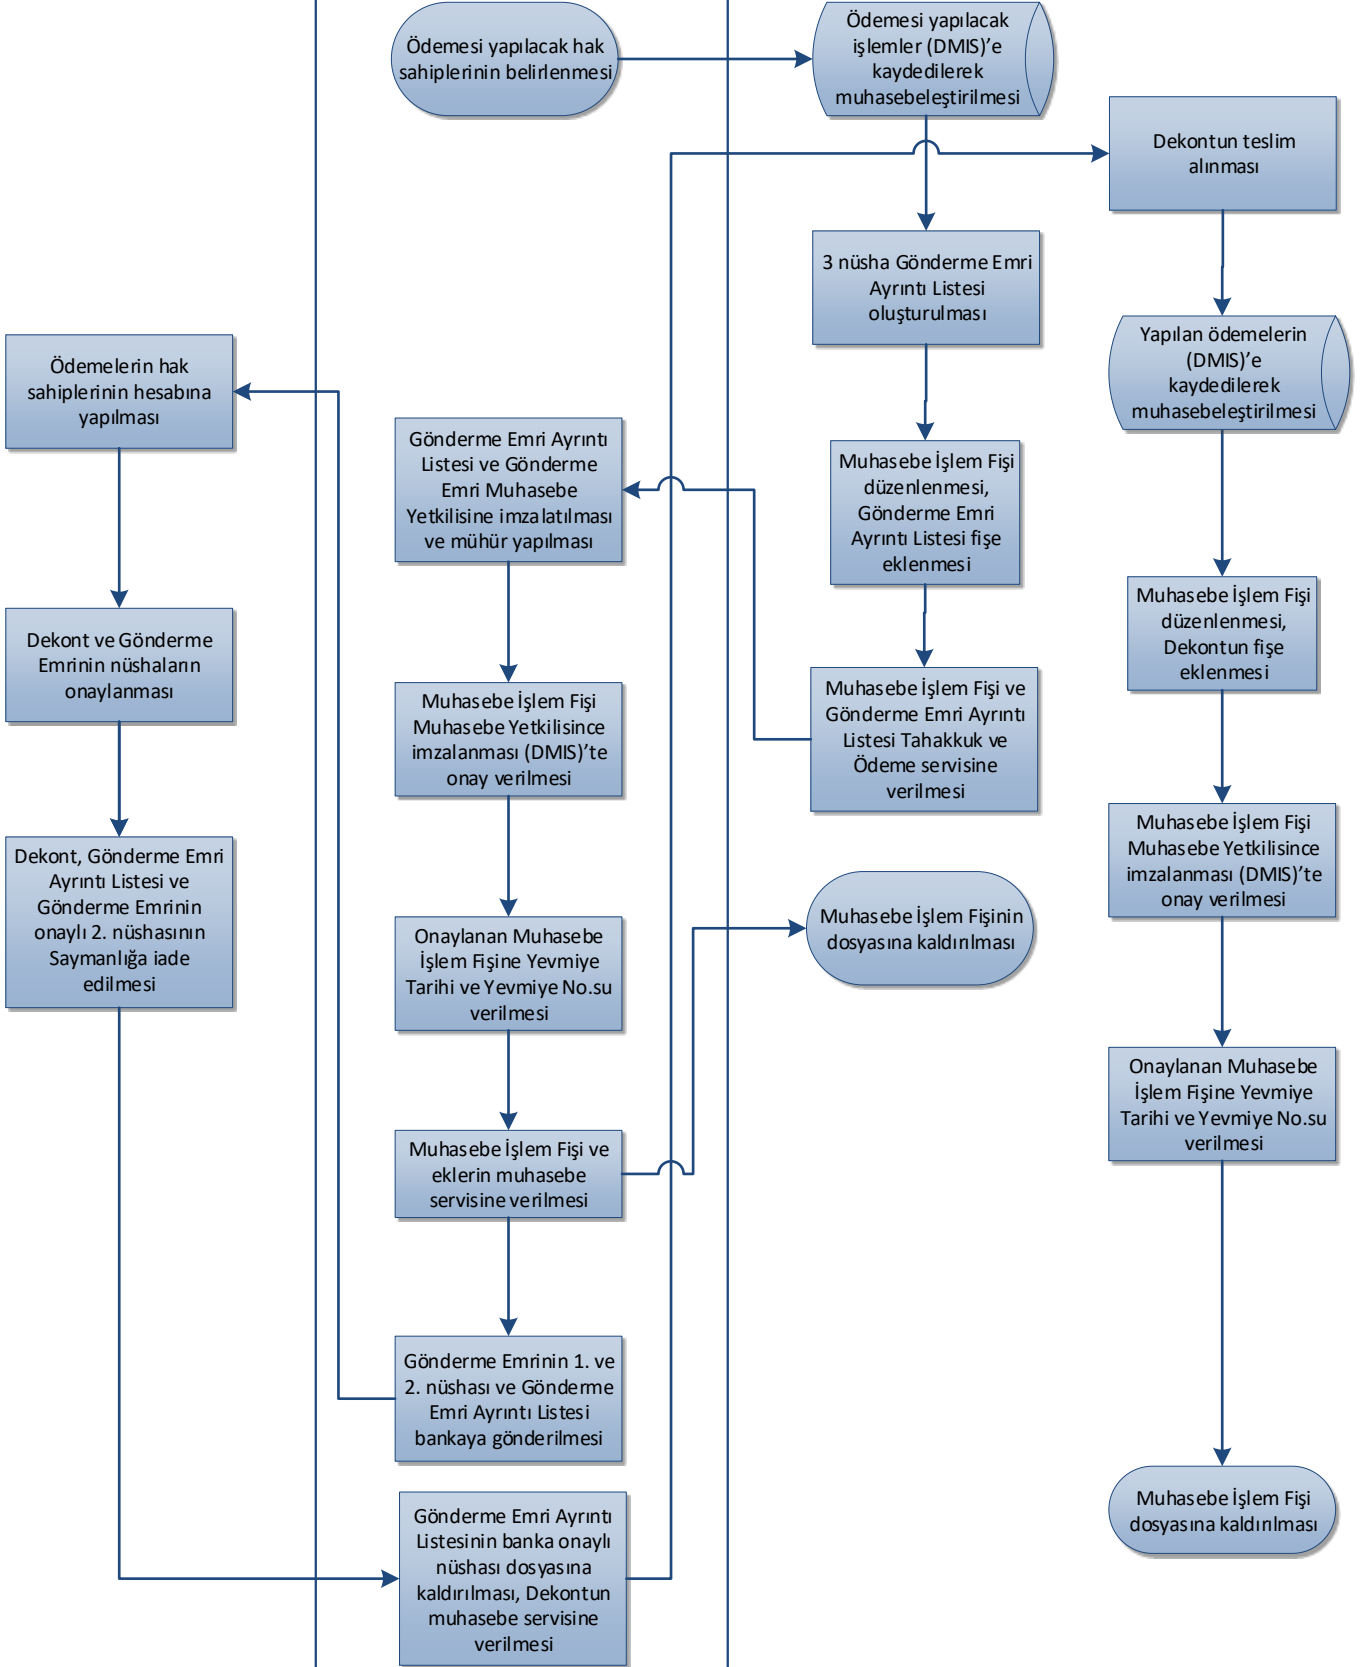 Ödemesi yapılacak hak
sahiplerinin belirlenmesi
Ödemesi yapılacak
işlemler (DMIS)’e
kaydedilerek
muhasebeleştirilmesi
3 nüsha Gönderme Emri
Ayrıntı Listesi
oluşturulması
Muhasebe İşlem Fişi
düzenlenmesi,
Gönderme Emri
Ayrıntı Listesi fişe
eklenmesi
Muhasebe İşlem Fişi ve
Gönderme Emri Ayrıntı
Listesi Tahakkuk ve
Ödeme servisine
verilmesi
Gönderme Emri Ayrıntı
Listesi ve Gönderme
Emri Muhasebe
Yetkilisine imzalatılması
ve mühür yapılması
Muhasebe İşlem Fişi
Muhasebe Yetkilisince
imzalanması (DMIS)’te
onay verilmesi
Onaylanan Muhasebe
İşlem Fişine Yevmiye
Tarihi ve Yevmiye No.su
verilmesi
Muhasebe İşlem Fişi ve
eklerin muhasebe
servisine verilmesi
Muhasebe İşlem Fişinin
dosyasına kaldırılması
Gönderme Emrinin 1. ve
2. nüshası ve Gönderme
Emri Ayrıntı Listesi
bankaya gönderilmesi
Ödemelerin hak
sahiplerinin hesabına
yapılması
Dekont ve Gönderme
Emrinin nüshaların
onaylanması
Dekont, Gönderme Emri
Ayrıntı Listesi ve
Gönderme Emrinin
onaylı 2. nüshasının
Saymanlığa iade
edilmesi
Gönderme Emri Ayrıntı
Listesinin banka onaylı
nüshası dosyasına
kaldırılması, Dekontun
muhasebe servisine
verilmesi
Dekontun teslim
alınması
Yapılan ödemelerin
(DMIS)’e
kaydedilerek
muhasebeleştirilmesi
Muhasebe İşlem Fişi
düzenlenmesi,
Dekontun fişe
eklenmesi
Muhasebe İşlem Fişi
Muhasebe Yetkilisince
imzalanması (DMIS)’te
onay verilmesi
Onaylanan Muhasebe
İşlem Fişine Yevmiye
Tarihi ve Yevmiye No.su
verilmesi
Muhasebe İşlem Fişi
dosyasına kaldırılması